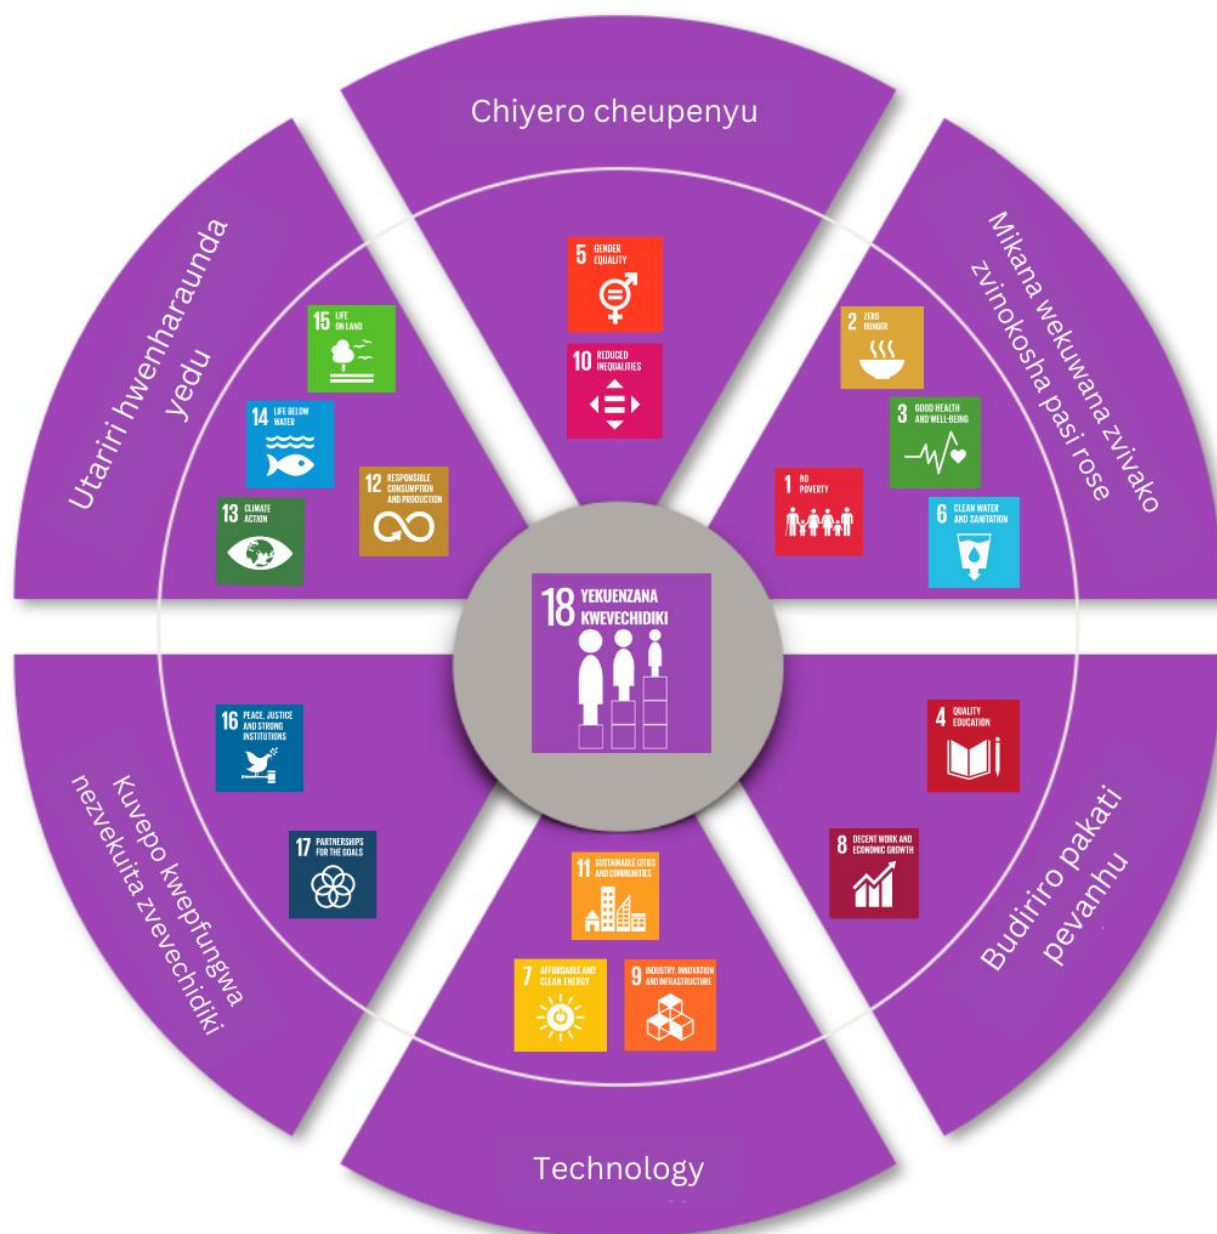 Chiyero cheupenyu
5 GENDER
EQUALITY
10 REDUCED
INEQUALITIES
Mikana wekuwana zvivako
zvinokosha pasi rose
2 ZERO
HUNGER
3 GOOD HEALTH
AND WELL-BEING
1 NO
POVERTY
6 CLEAN WATER
AND SANITATION
4 QUALITY
EDUCATION
8 DECENT WORK AND
ECONOMIC GROWTH
Budiriro pakati
pevanhu
11 SUSTAINABLE CITIES
AND COMMUNITIES
7 AFFORDABLE AND
CLEAN ENERGY
9 INDUSTRY, INNOVATION
AND INFRASTRUCTURE
Technology
16 PEACE, JUSTICE
AND STRONG
INSTITUTIONS
17 PARTNERSHIPS
FOR THE GOALS
Kuvepo kwepfungwa
nezvekuita zvevechidiki
Utariri hwenharaunda
yedu
15 LIFE
ON LAND
14 LIFE BELOW
WATER
12 RESPONSIBLE
CONSUMPTION
AND PRODUCTION
13 CLIMATE
ACTION
18 YEKUENZANA
KWEVECHIDIKI